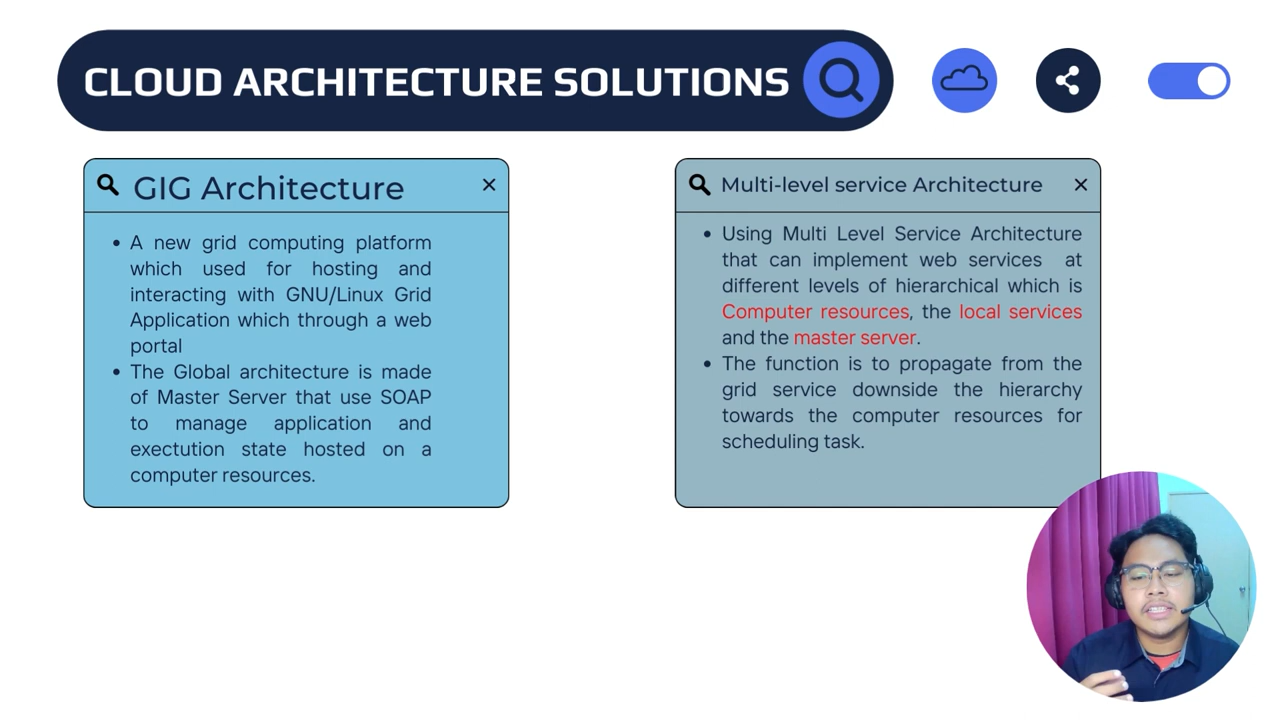 CLOUD ARCHITECTURE SOLUTIONS
GIG Architecture
A new grid computing platform
which used for hosting and
interacting with GNU/Linux Grid
Application which through a web
portal
The Global architecture is made
of Master Server that use SOAP
to manage application and
exectution state hosted on a
computer resources.
Multi-level service Architecture
Using Multi Level Service Architecture
that can implement web services at
different levels of hierarchical which is
Computer resources, the local services
and the master server.
The function is to propagate from the
grid service downside the hierarchy
towards the computer resources for
scheduling task.